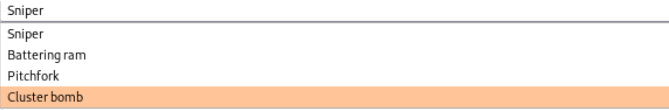 Sniper
Sniper
Battering ram
Pitchfork
Cluster bomb